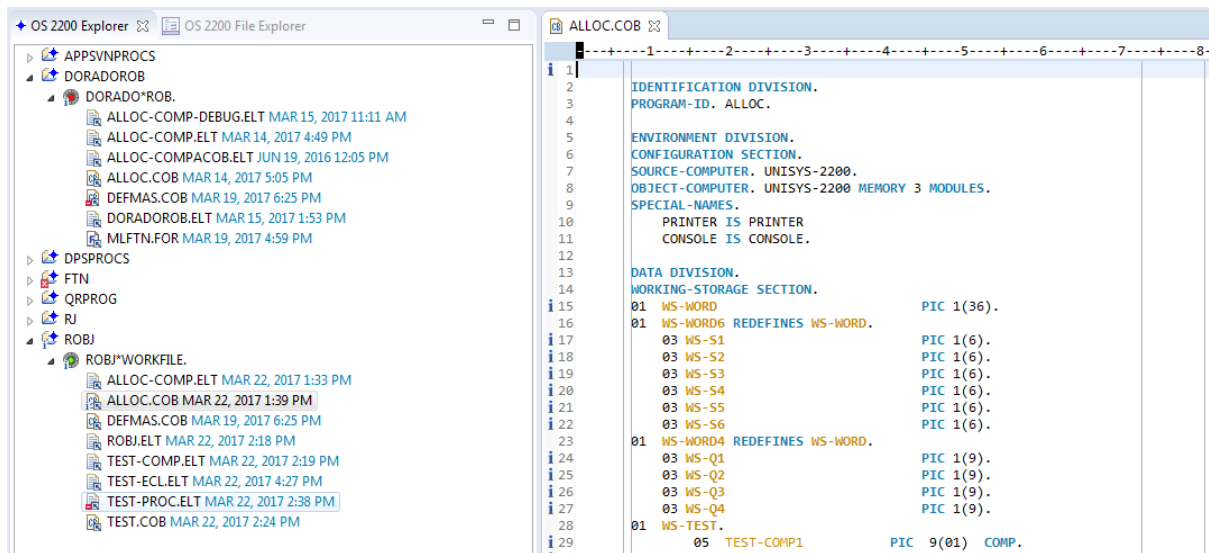 OS 2200 Explorer
OS 2200 File Explorer
APPSVNPROCS
DORADOROB
DORADO*ROB.
ALLOC-COMP-DEBUG.ELT MAR 15, 2017 11:11 AM
ALLOC-COMP.ELT MAR 14, 2017 4:49 PM
ALLOC-COMPACOB.ELT JUN 19, 2016 12:05 PM
ALLOC.COB MAR 14, 2017 5:05 PM
DEFMAS.COB MAR 19, 2017 6:25 PM
DORADOROB.ELT MAR 15, 2017 1:53 PM
MLFTN.FOR MAR 19, 2017 4:59 PM
DPSPROCS
FTN
QRPROG
RJ
ROBJ
ROBJ*WORKFILE.
ALLOC-COMP.ELT MAR 22, 2017 1:33 PM
ALLOC.COB MAR 22, 2017 1:39 PM
DEFMAS.COB MAR 19, 2017 6:25 PM
ROBJ.ELT MAR 22, 2017 2:18 PM
TEST-COMP.ELT MAR 22, 2017 2:19 PM
TEST-ECL.ELT MAR 22, 2017 4:27 PM
TEST-PROC.ELT MAR 22, 2017 2:38 PM
TEST.COB MAR 22, 2017 2:24 PM
ALLOC.COB
----+----1----+----2----+----3----+----4----+----5----+----6----+----7----+----8-
1
2 IDENTIFICATION DIVISION.
3 PROGRAM-ID. ALLOC.
4
5 ENVIRONMENT DIVISION.
6 CONFIGURATION SECTION.
7 SOURCE-COMPUTER. UNISYS-2200.
8 OBJECT-COMPUTER. UNISYS-2200 MEMORY 3 MODULES.
9 SPECIAL-NAMES.
10 PRINTER IS PRINTER
11 CONSOLE IS CONSOLE.
12
13 DATA DIVISION.
14 WORKING-STORAGE SECTION.
15 01 WS-WORD PIC 1(36).
16 01 WS-WORD6 REDEFINES WS-WORD.
17 03 WS-S1 PIC 1(6).
18 03 WS-S2 PIC 1(6).
19 03 WS-S3 PIC 1(6).
20 03 WS-S4 PIC 1(6).
21 03 WS-S5 PIC 1(6).
22 03 WS-S6 PIC 1(6).
23 01 WS-WORD4 REDEFINES WS-WORD.
24 03 WS-Q1 PIC 1(9).
25 03 WS-Q2 PIC 1(9).
26 03 WS-Q3 PIC 1(9).
27 03 WS-Q4 PIC 1(9).
28 01 WS-TEST.
29 05 TEST-COMP1 PIC 9(01) COMP.